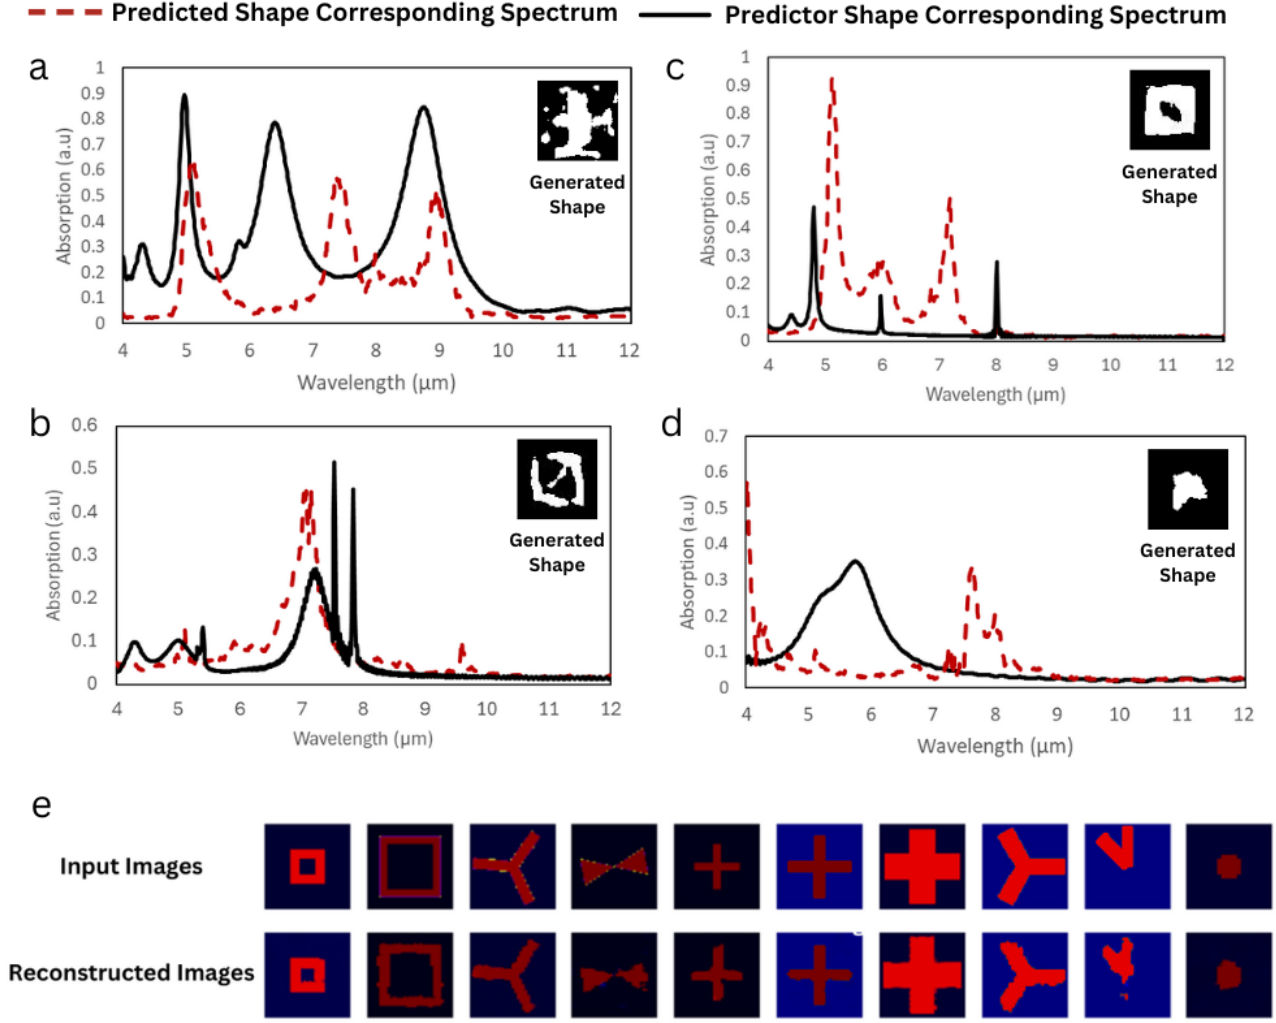 Predicted Shape Corresponding Spectrum
Predictor Shape Corresponding Spectrum
a
1
0.9
0.8
0.7
0.6
0.5
0.4
0.3
0.2
0.1
0
Absorption (a.u)
4 5 6 7 8 9 10 11 12
Wavelength (μm)
Generated
Shape
c
1
0.9
0.8
0.7
0.6
0.5
0.4
0.3
0.2
0.1
0
Absorption (a.u)
4 5 6 7 8 9 10 11 12
Wavelength (μm)
Generated
Shape
b
0.6
0.5
0.4
0.3
0.2
0.1
0
Absorption (a.u)
4 5 6 7 8 9 10 11 12
Wavelength (μm)
Generated
Shape
d
0.7
0.6
0.5
0.4
0.3
0.2
0.1
0
Absorption (a.u)
4 5 6 7 8 9 10 11 12
Wavelength (μm)
Generated
Shape
e
Input Images
Reconstructed Images